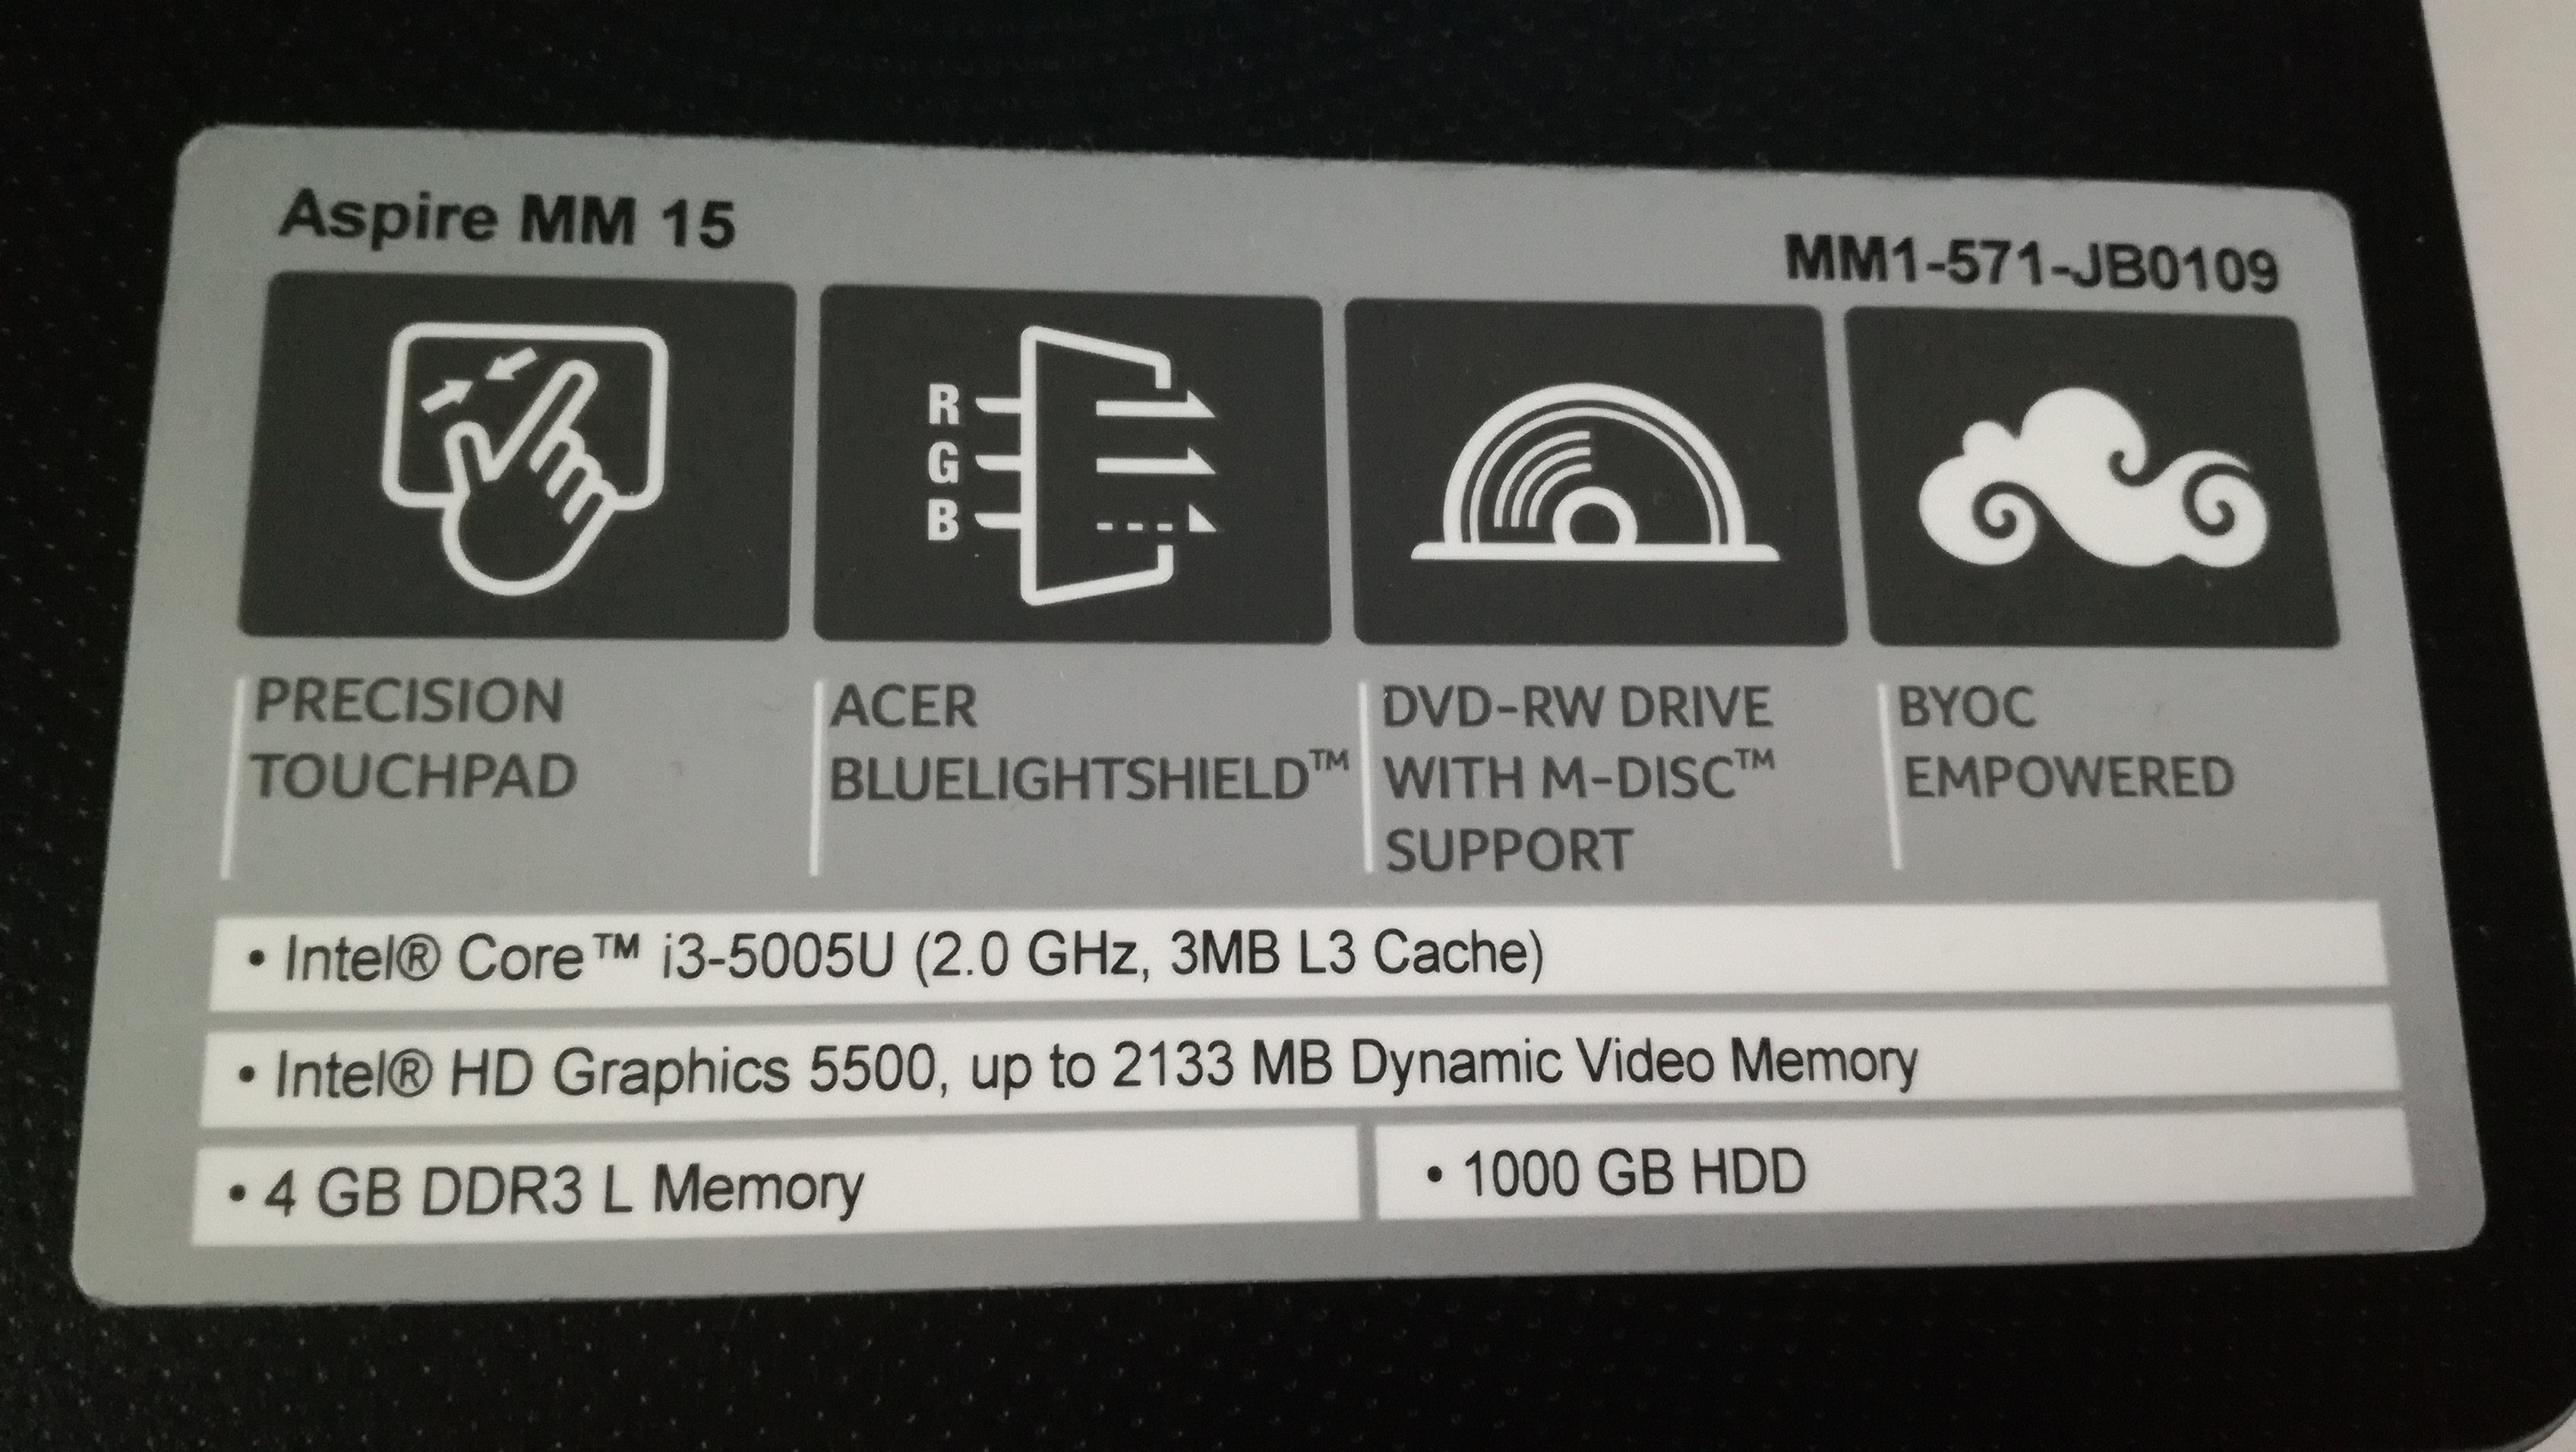 Aspire MM 15
MM1-571-JB0109
R
G
B
PRECISION
TOUCHPAD
ACER
BLUELIGHTSHIELD™
DVD-RW DRIVE
WITH M-DISC™
SUPPORT
BYOC
EMPOWERED
• Intel® Core™ i3-5005U (2.0 GHz, 3MB L3 Cache)
• Intel® HD Graphics 5500, up to 2133 MB Dynamic Video Memory
• 4 GB DDR3 L Memory
• 1000 GB HDD